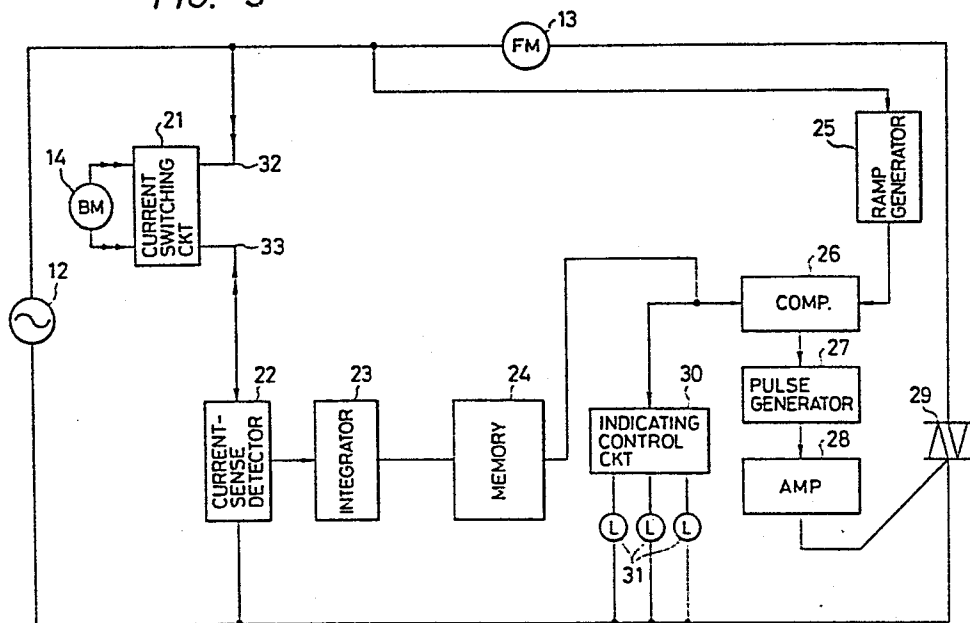 FIG. 3
13
FM
21
25
14
32
RAMP
GENERATOR
BM
CURRENT
SWITCHING
CKT
33
26
12
COMP.
27
22
23
24
30
29
PULSE
GENERATOR
CURRENT-
SENSE
DETECTOR
INTEGRATOR
MEMORY
INDICATING
CONTROL
CKT
28
AMP
L
L
L
31